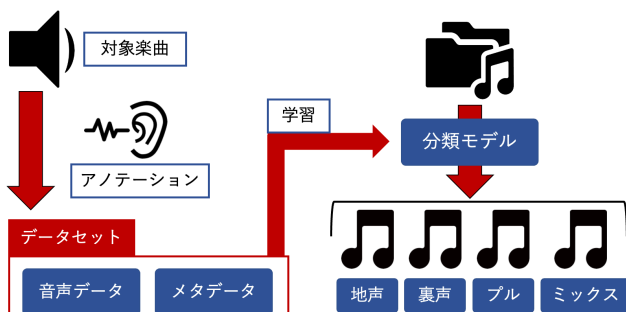 対象楽曲
アノテーション
データセット
音声データ
メタデータ
学習
分類モデル
地声
裏声
プル
ミックス